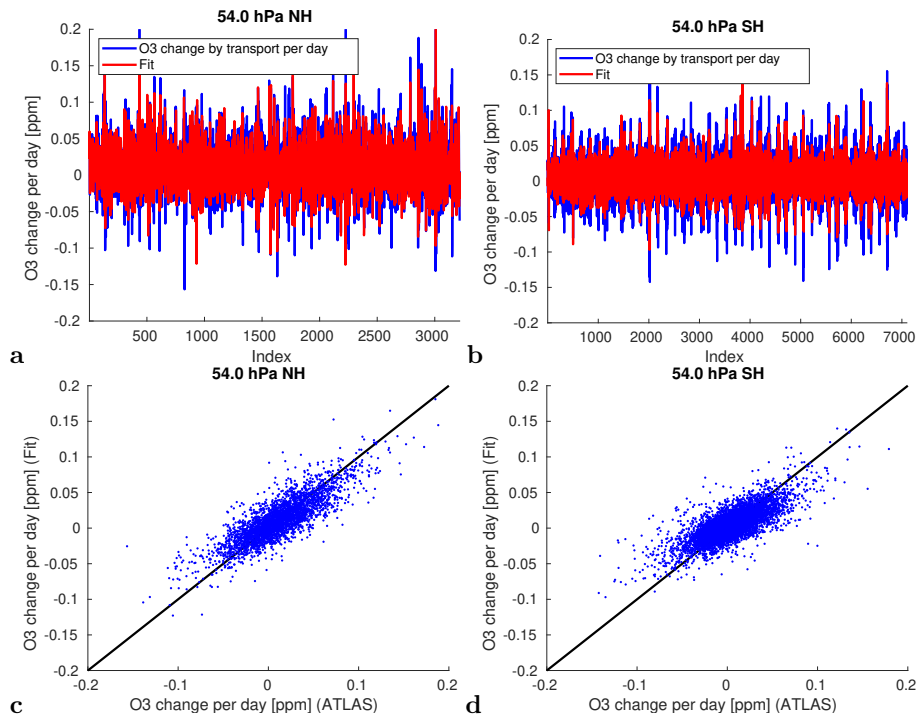 54.0 hPa NH
O3 change per day [ppm]
0.2
0.15
0.1
0.05
0
-0.05
-0.1
-0.15
-0.2
O3 change by transport per day
Fit
500 1000 1500 2000 2500 3000
Index
a
54.0 hPa SH
O3 change per day [ppm]
0.2
0.15
0.1
0.05
0
-0.05
-0.1
-0.15
-0.2
O3 change by transport per day
Fit
1000 2000 3000 4000 5000 6000 7000
Index
b
54.0 hPa NH
O3 change per day [ppm] (Fit)
0.2
0.15
0.1
0.05
0
-0.05
-0.1
-0.15
-0.2
-0.2 -0.1 0 0.1 0.2
O3 change per day [ppm] (ATLAS)
c
54.0 hPa SH
O3 change per day [ppm] (Fit)
0.2
0.15
0.1
0.05
0
-0.05
-0.1
-0.15
-0.2
-0.2 -0.1 0 0.1 0.2
O3 change per day [ppm] (ATLAS)
d